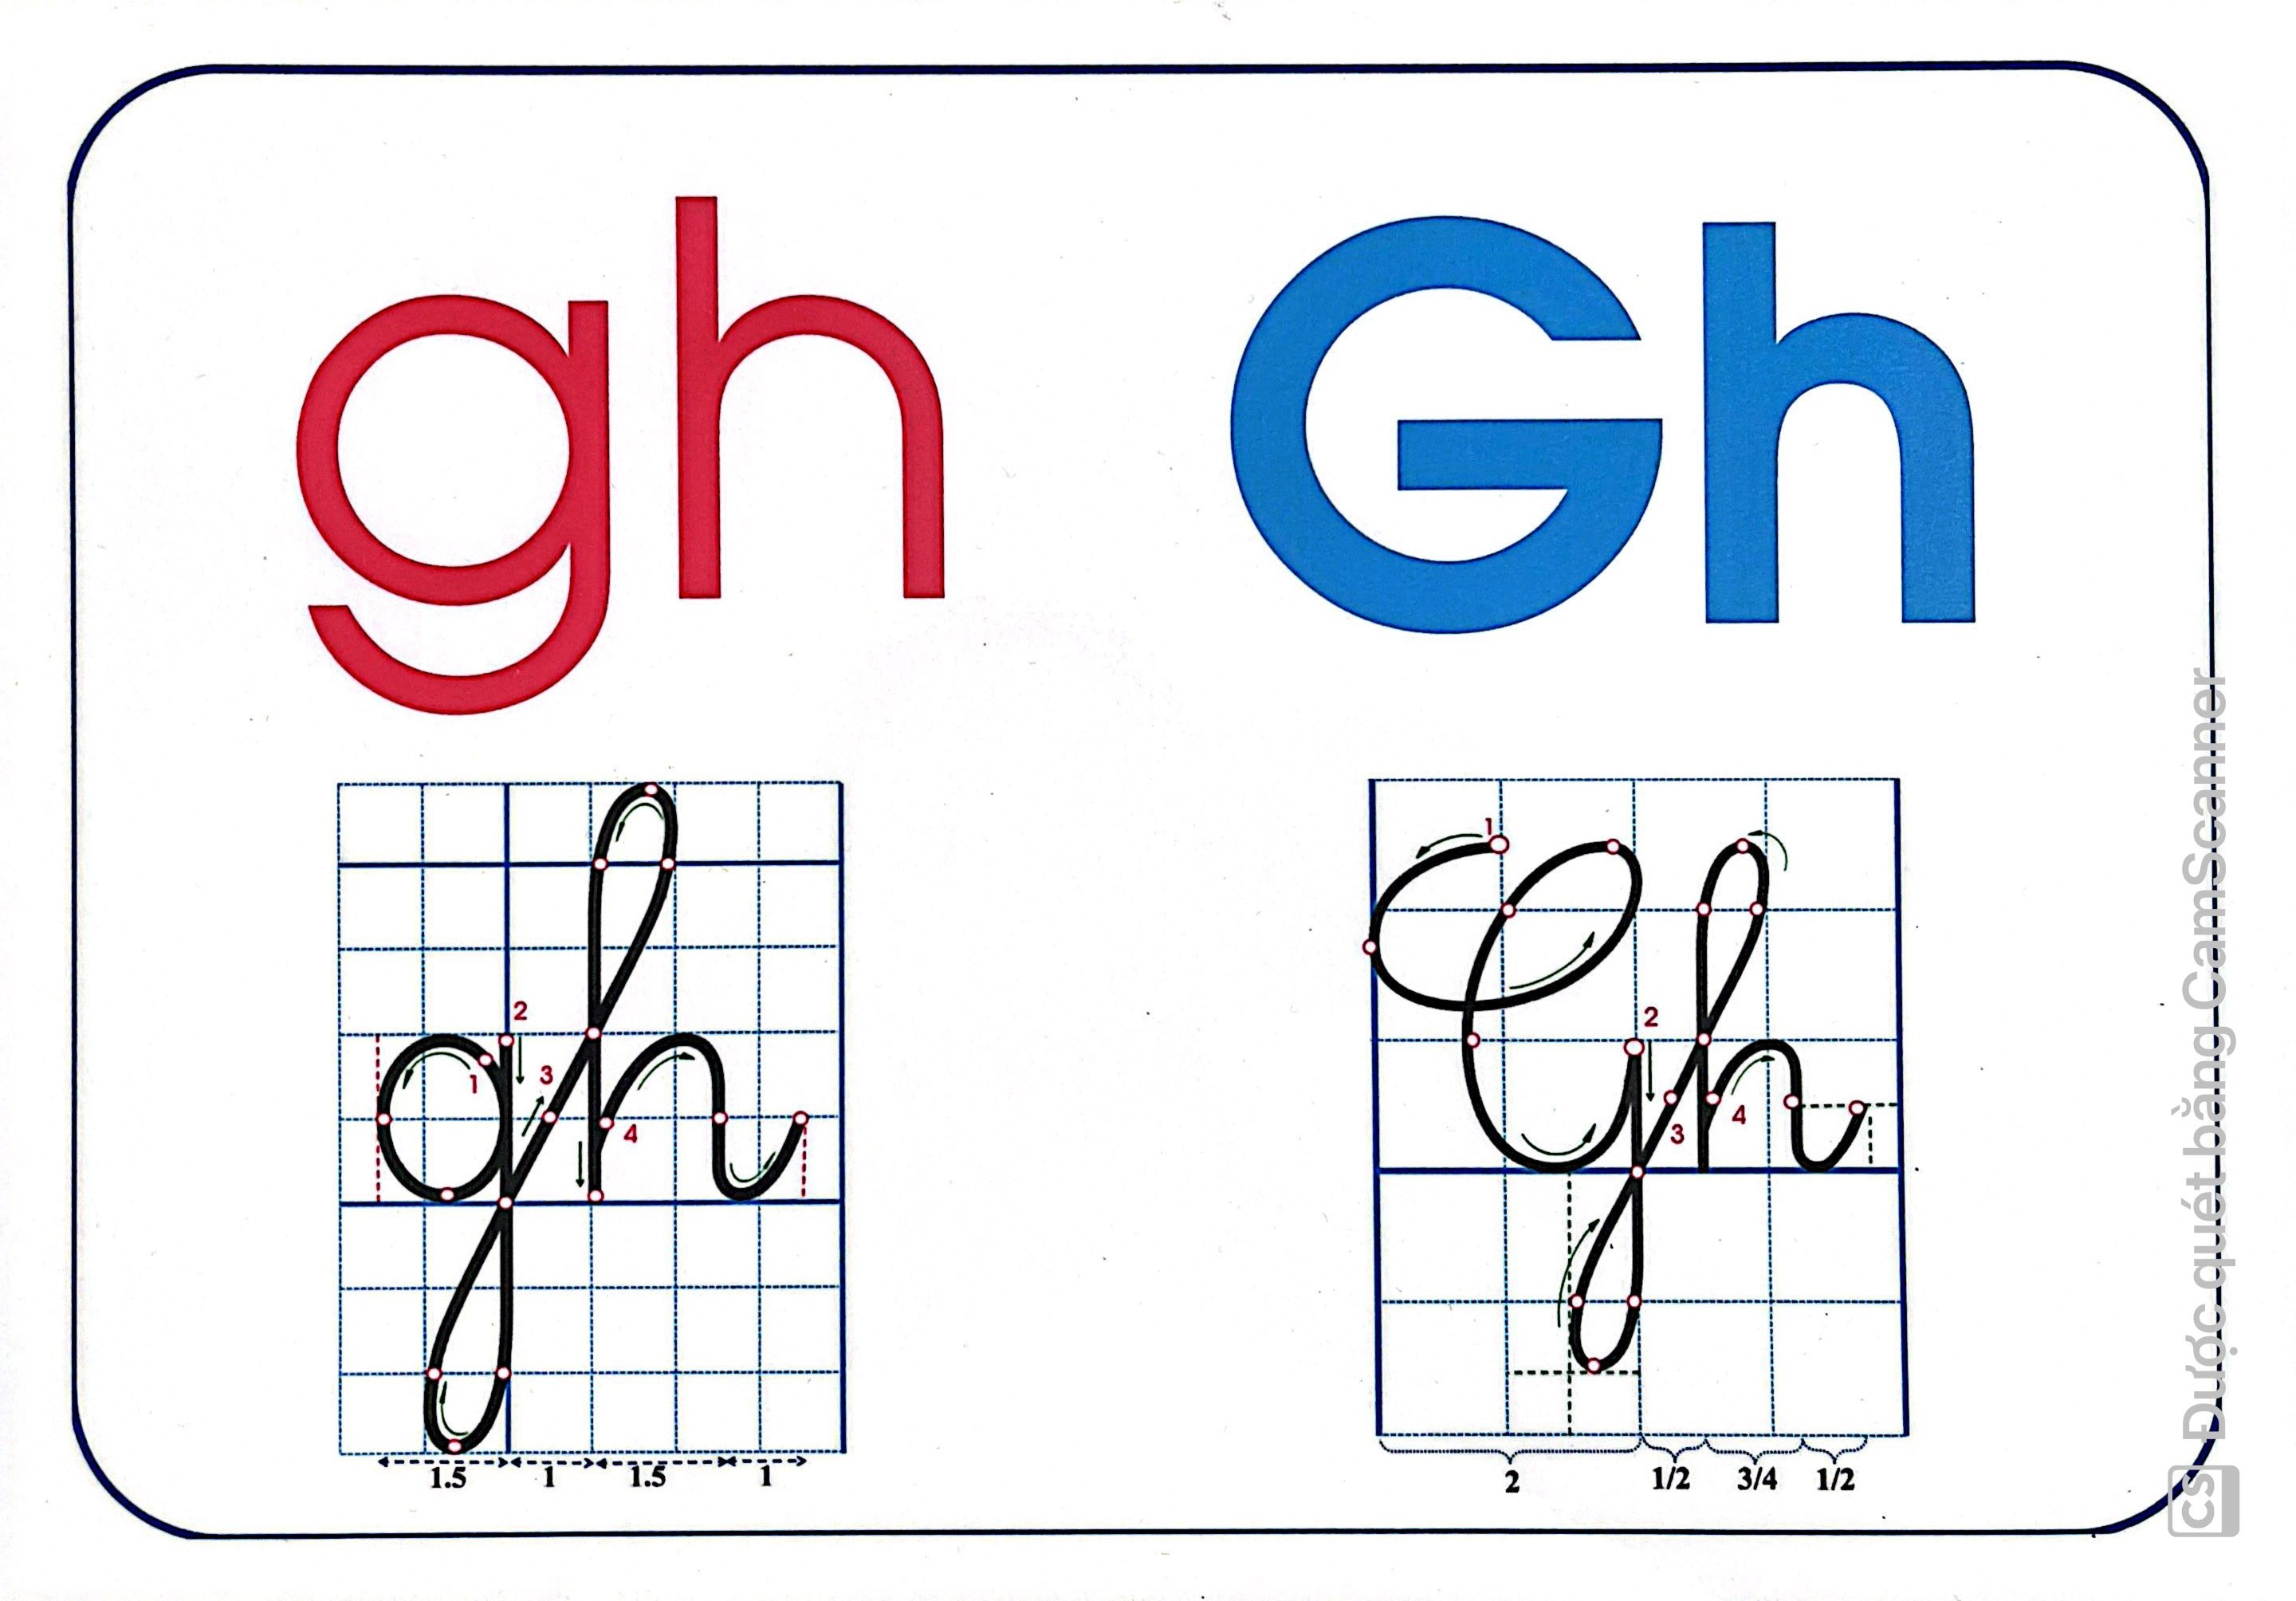 gh Gh
gh Gh
1 2 3 4
1 2 3 4
1.5 1 1.5 1
2 1/2 3/4 1/2
CS Được quét bằng CamScanner